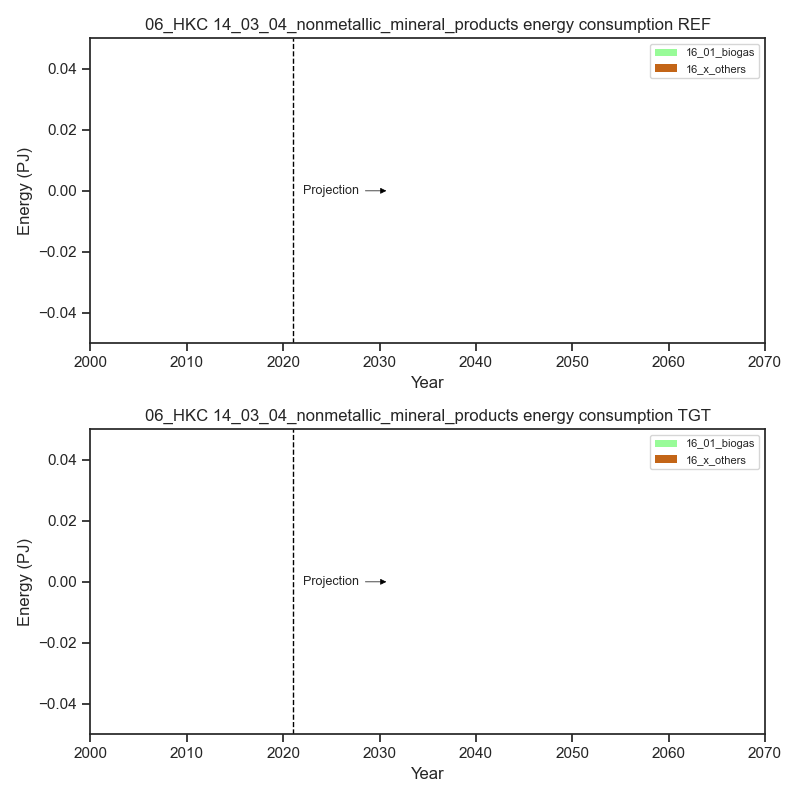 06_HKC 14_03_04_nonmetallic_mineral_products energy consumption REF
16_01_biogas
16_x_others
0.04
0.02
0.00
−0.02
−0.04
Energy (PJ)
Projection
2000 2010 2020 2030 2040 2050 2060 2070
Year
06_HKC 14_03_04_nonmetallic_mineral_products energy consumption TGT
16_01_biogas
16_x_others
0.04
0.02
0.00
−0.02
−0.04
Energy (PJ)
Projection
2000 2010 2020 2030 2040 2050 2060 2070
Year